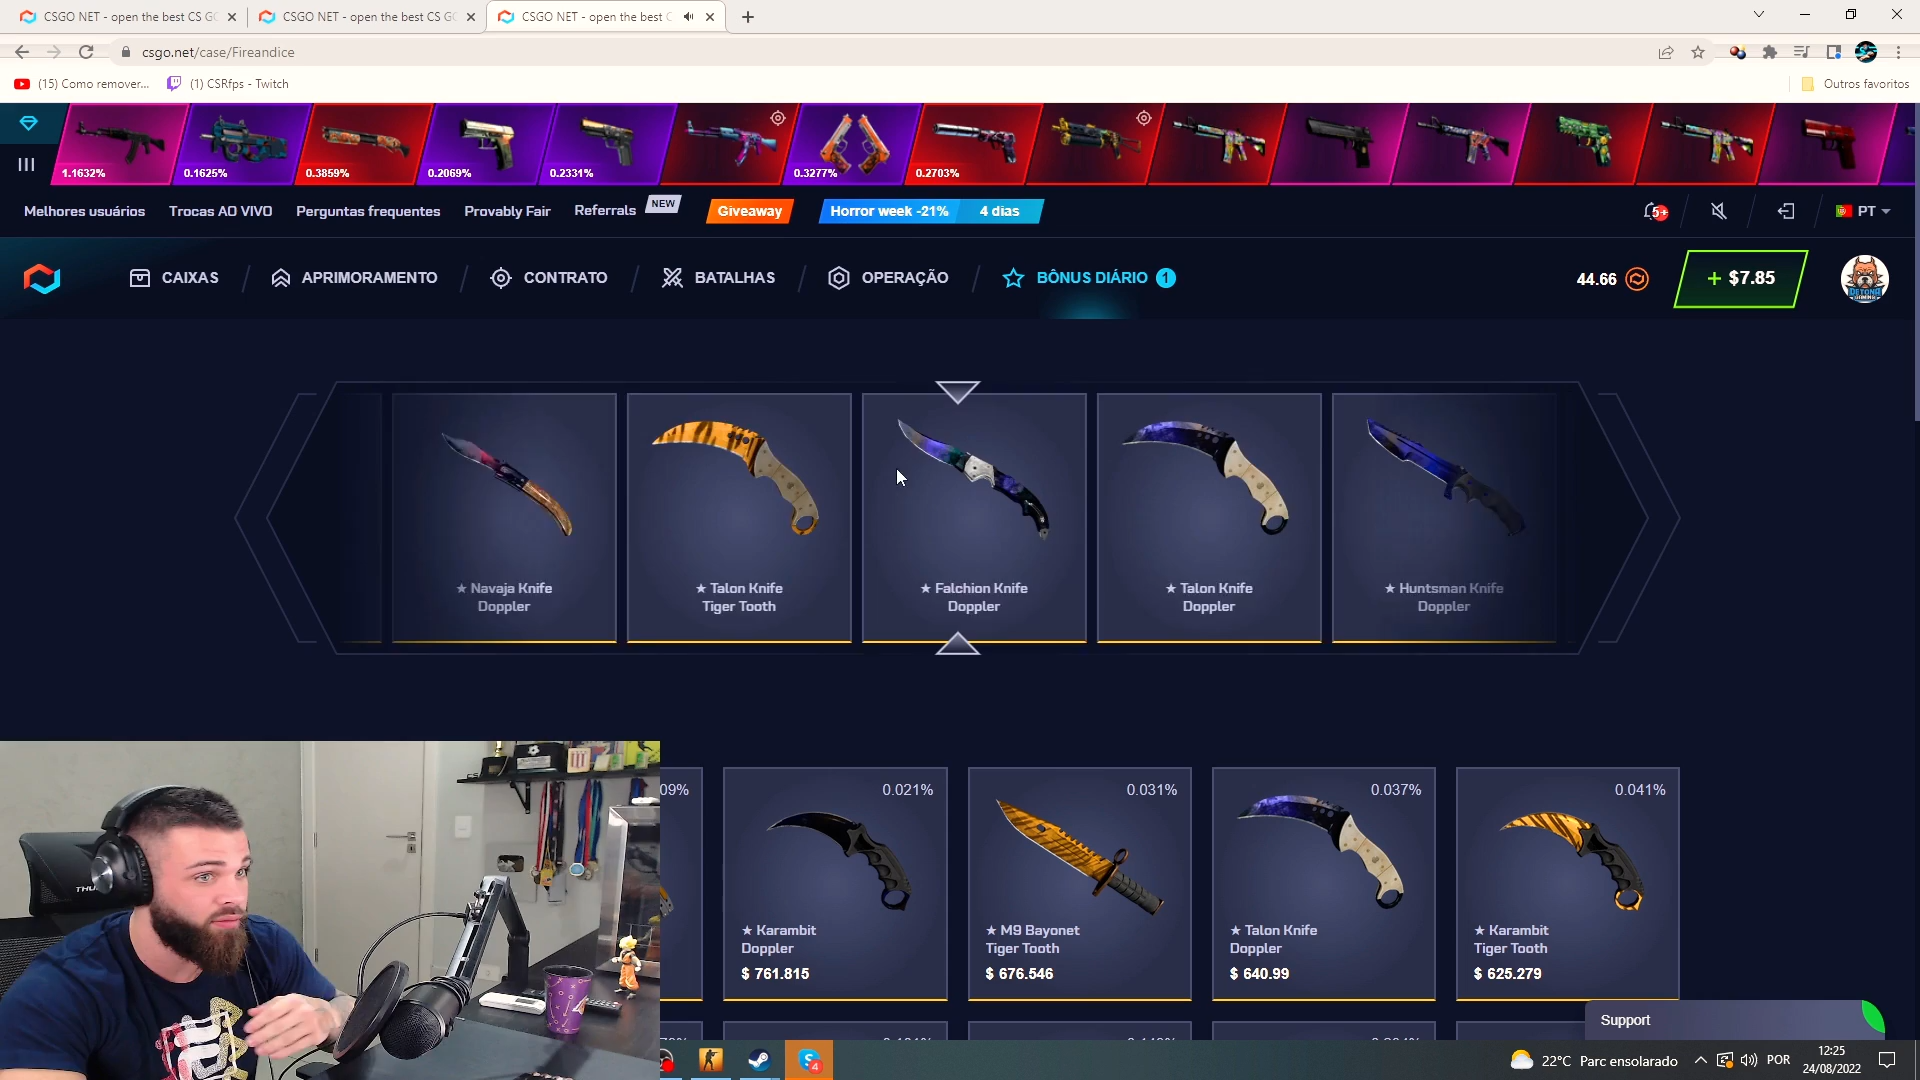 CSGO NET - open the best CS GC
CSGO NET - open the best CS GC
CSGO NET - open the best C
csgo.net/case/Fireandice
(15) Como remover...
(1) CSRfps - Twitch
Outros favoritos
1.1632%
0.1625%
0.3859%
0.2069%
0.2331%
0.3277%
0.2703%
Melhores usuários
Trocas AO VIVO
Perguntas frequentes
Provably Fair
Referrals
NEW
Giveaway
Horror week -21%
4 dias
5+
PT
CAIXAS
APRIMORAMENTO
CONTRATO
BATALHAS
OPERAÇÃO
BÔNUS DIÁRIO
1
44.66
+ $7.85
★ Navaja Knife
Doppler
★ Talon Knife
Tiger Tooth
★ Falchion Knife
Doppler
★ Talon Knife
Doppler
★ Huntsman Knife
Doppler
09%
0.021%
★ Karambit
Doppler
$ 761.815
0.031%
★ M9 Bayonet
Tiger Tooth
$ 676.546
0.037%
★ Talon Knife
Doppler
$ 640.99
0.041%
★ Karambit
Tiger Tooth
$ 625.279
Support
4
22°C Parc ensolarado
POR
12:25
24/08/2022